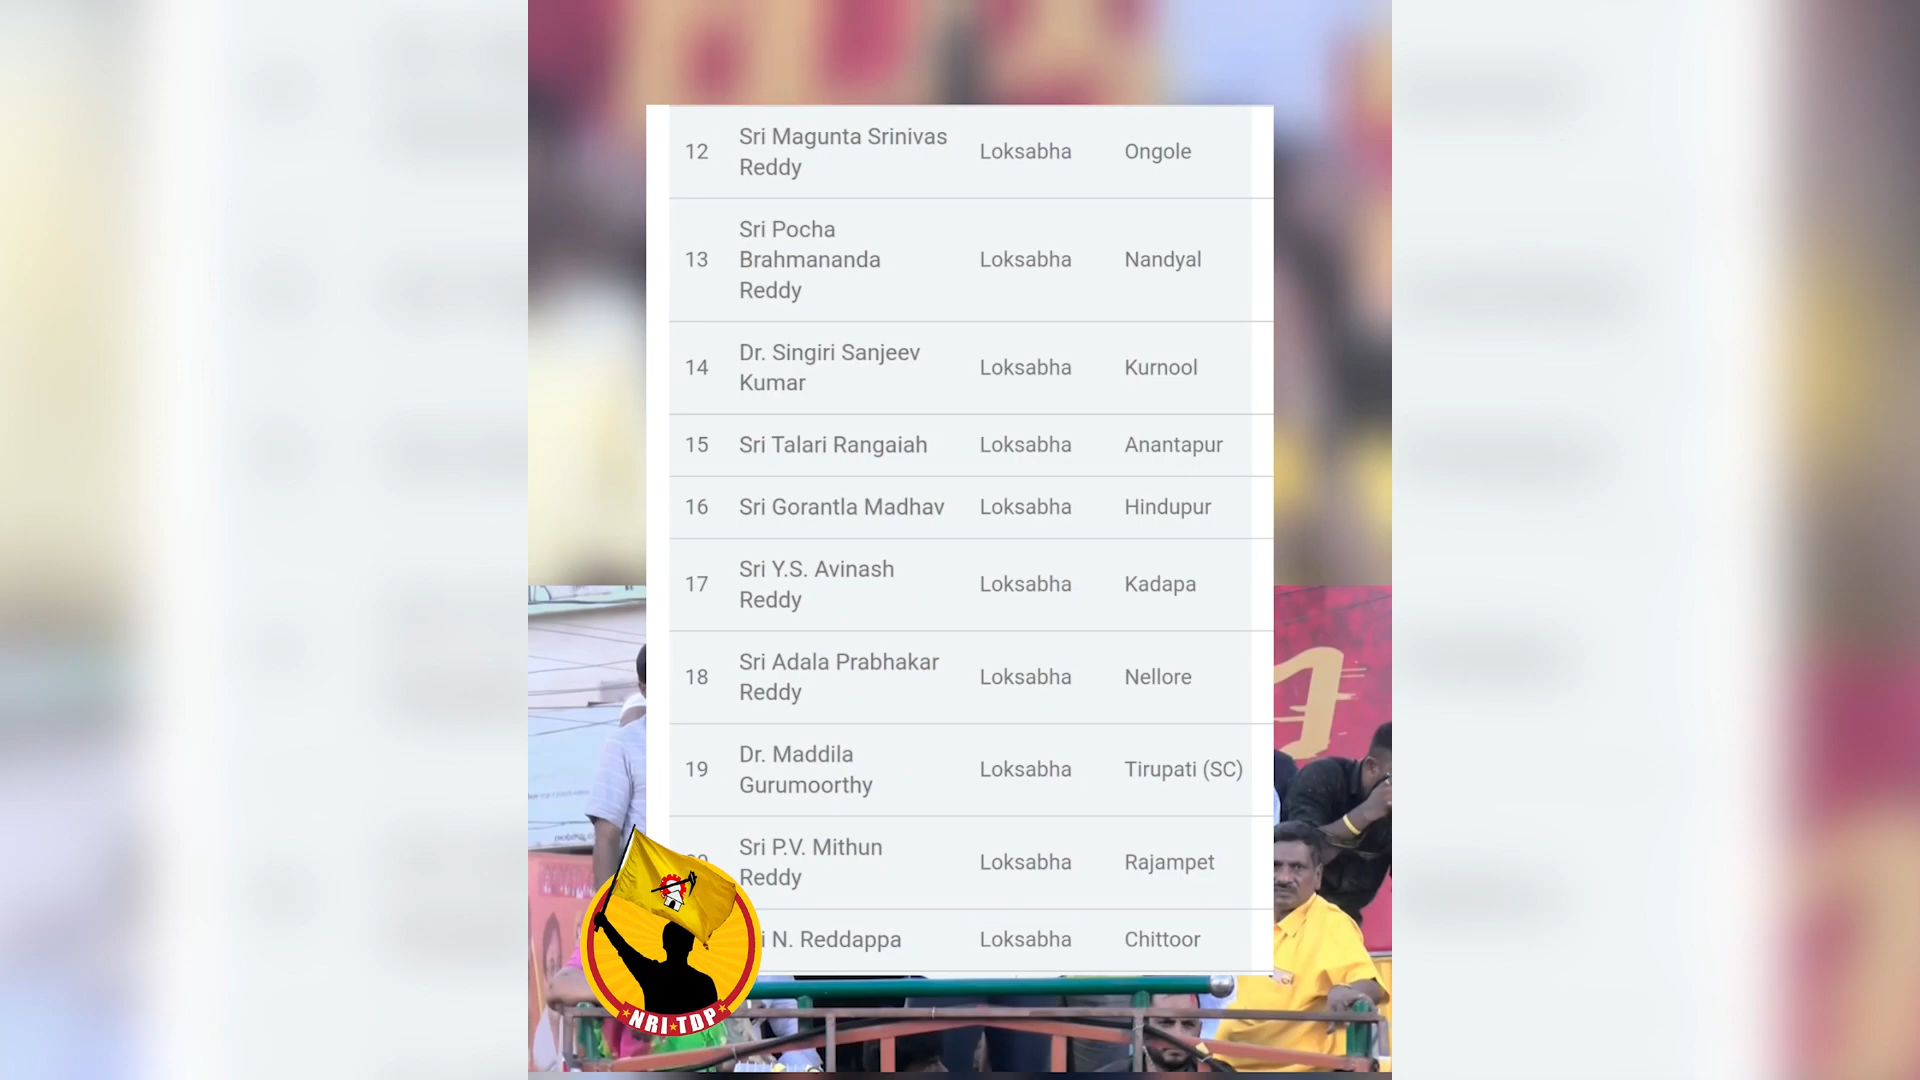 12 Sri Magunta Srinivas Loksabha Ongole
Reddy
13 Sri Pocha
Brahmananda Loksabha Nandyal
Reddy
14 Dr. Singiri Sanjeev Loksabha Kurnool
Kumar
15 Sri Talari Rangaiah Loksabha Anantapur
16 Sri Gorantla Madhav Loksabha Hindupur
17 Sri Y.S. Avinash Loksabha Kadapa
Reddy
18 Sri Adala Prabhakar Loksabha Nellore
Reddy
19 Dr. Maddila Loksabha Tirupati (SC)
Gurumoorthy
Sri P.V. Mithun Loksabha Rajampet
Reddy
N. Reddappa Loksabha Chittoor
NRI TDP